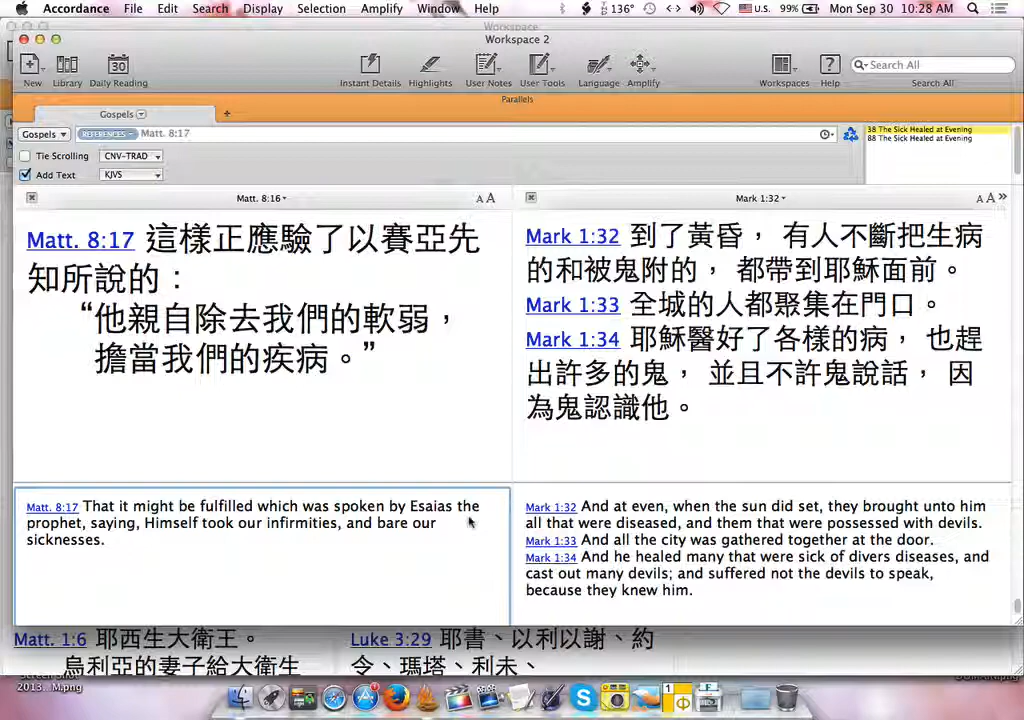 Accordance File Edit Search Display Selection Amplify Window Help 136° U.S. 99% Mon Sep 30 10:28 AM
Workspace
Workspace 2
New Library Daily Reading Instant Details Highlights User Notes User Tools Language Amplify Workspaces Help Search All
Search All
30
Parallels
Gospels
+
Gospels REFERENCES Matt. 8:17
38 The Sick Healed at Evening
88 The Sick Healed at Evening
Tie Scrolling CNV-TRAD
Add Text KJVS
Matt. 8:16 A A Mark 1:32 A A »
Matt. 8:17 這樣正應驗了以賽亞先
知所說的：
“他親自除去我們的軟弱，
擔當我們的疾病。”
Mark 1:32 到了黃昏， 有人不斷把生病
的和被鬼附的， 都帶到耶穌面前。
Mark 1:33 全城的人都聚集在門口。
Mark 1:34 耶穌醫好了各樣的病， 也趕
出許多的鬼， 並且不許鬼說話， 因
為鬼認識他。
Matt. 8:17 That it might be fulfilled which was spoken by Esaias the
prophet, saying, Himself took our infirmities, and bare our
sicknesses.
Mark 1:32 And at even, when the sun did set, they brought unto him
all that were diseased, and them that were possessed with devils.
Mark 1:33 And all the city was gathered together at the door.
Mark 1:34 And he healed many that were sick of divers diseases, and
cast out many devils; and suffered not the devils to speak,
because they knew him.
Matt. 1:6 耶西生大衛王。
烏利亞的妻子給大衛生
Luke 3:29 耶書、以利以謝、約
令、瑪塔、利未、
2013...M.png